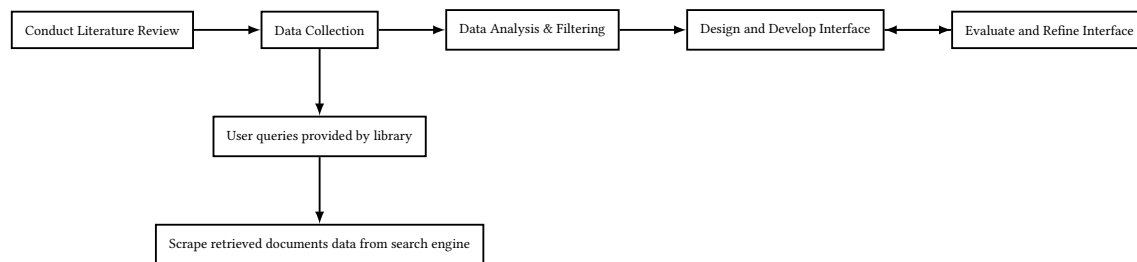 Conduct Literature Review
Data Collection
Data Analysis & Filtering
Design and Develop Interface
Evaluate and Refine Interface
User queries provided by library
Scrape retrieved documents data from search engine